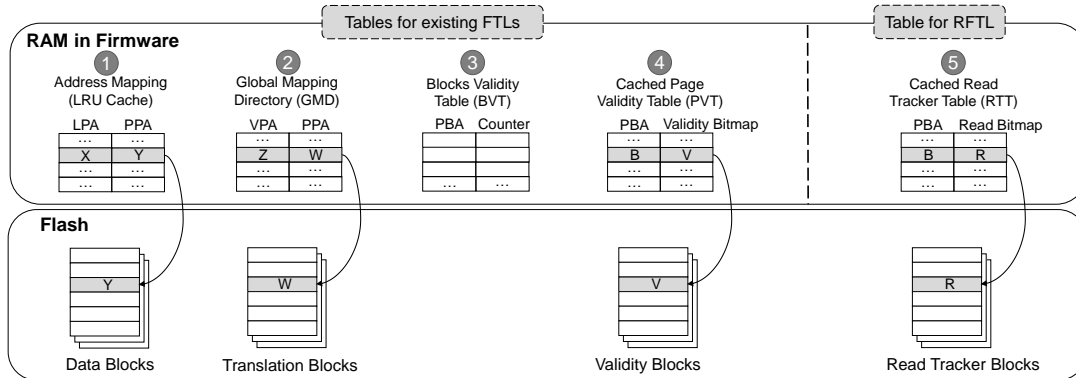 Tables for existing FTLs
Table for RFTL
RAM in Firmware
1
Address Mapping
(LRU Cache)
LPA PPA
... ...
X Y
... ...
... ...
2
Global Mapping
Directory (GMD)
VPA PPA
... ...
Z W
... ...
... ...
3
Blocks Validity
Table (BVT)
PBA Counter
... ...
4
Cached Page
Validity Table (PVT)
PBA Validity Bitmap
... ...
B V
... ...
... ...
5
Cached Read
Tracker Table (RTT)
PBA Read Bitmap
... ...
B R
... ...
... ...
Flash
Y
Data Blocks
W
Translation Blocks
V
Validity Blocks
R
Read Tracker Blocks